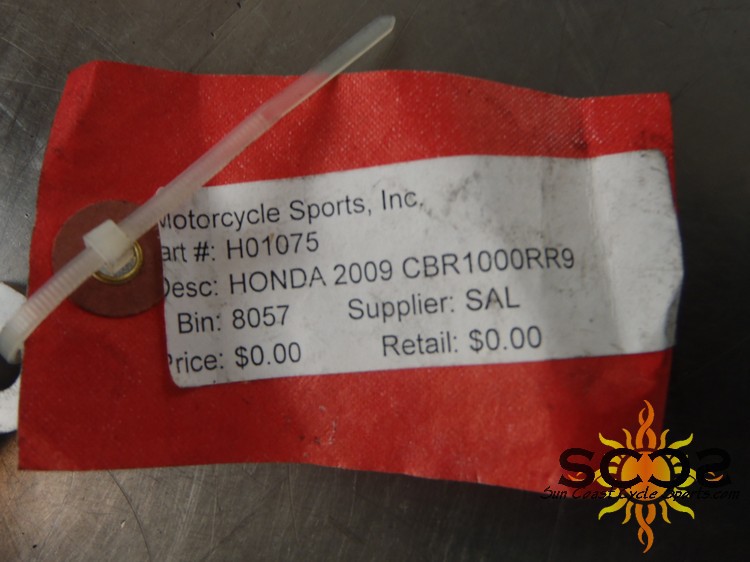 Motorcycle Sports, Inc.
Part #: H01075
Desc: HONDA 2009 CBR1000RR9
Bin: 8057 Supplier: SAL
Price: $0.00 Retail: $0.00
SCCS
Sun Coast Cycle Sports.com